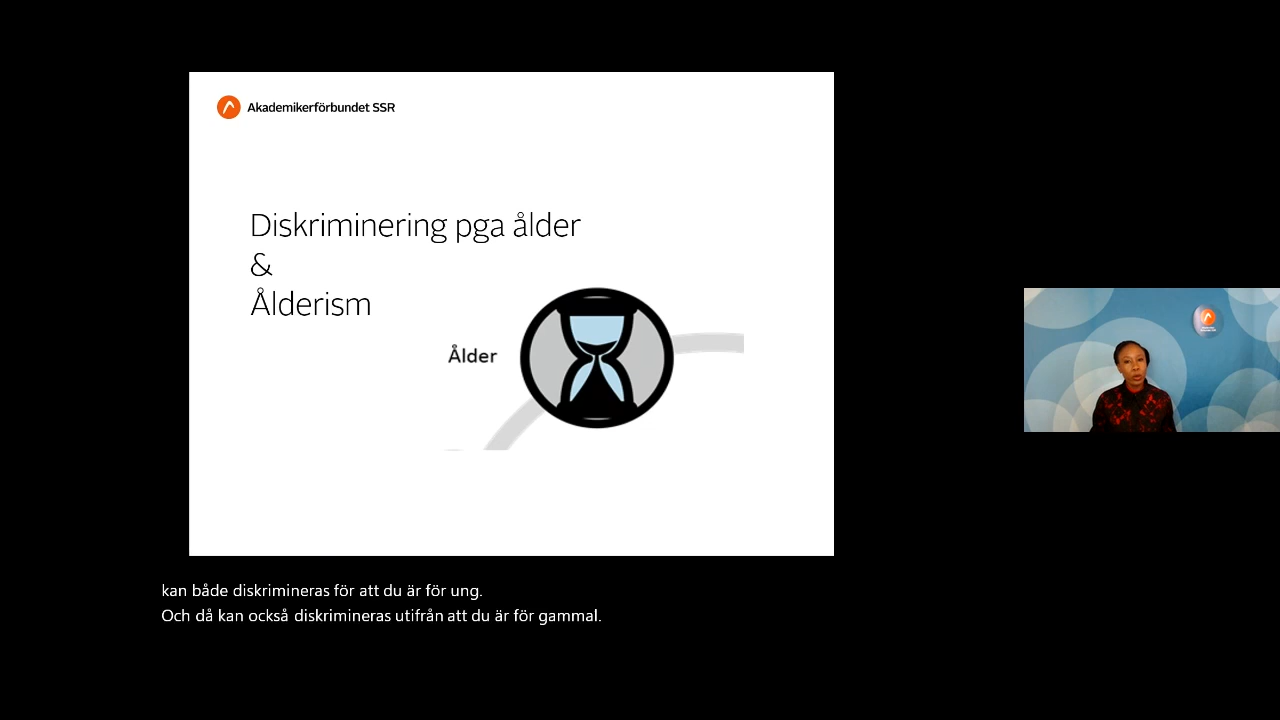 Akademikerförbundet SSR
Diskriminering pga ålder
&
Ålderism
Ålder
kan både diskrimineras för att du är för ung.
Och då kan också diskrimineras utifrån att du är för gammal.